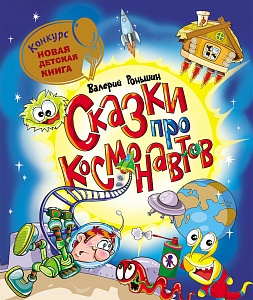 Конкурс
НОВАЯ
ДЕТСКАЯ
КНИГА
Валерий Роньшин
Сказки
про
Космонавтов